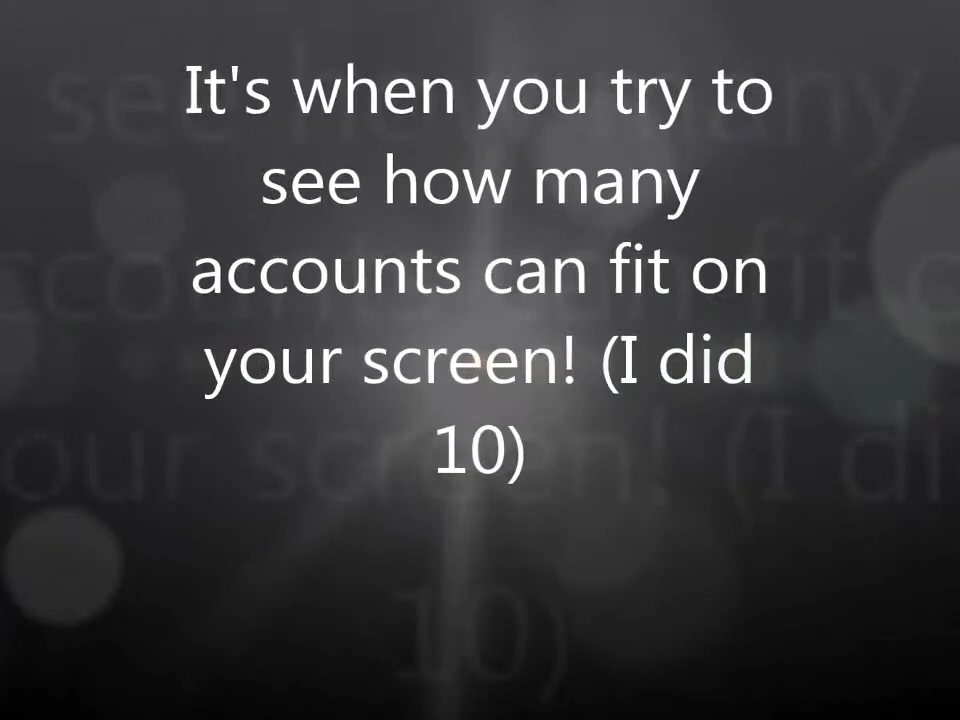 It's when you try to
see how many
accounts can fit on
your screen! (I did
10)